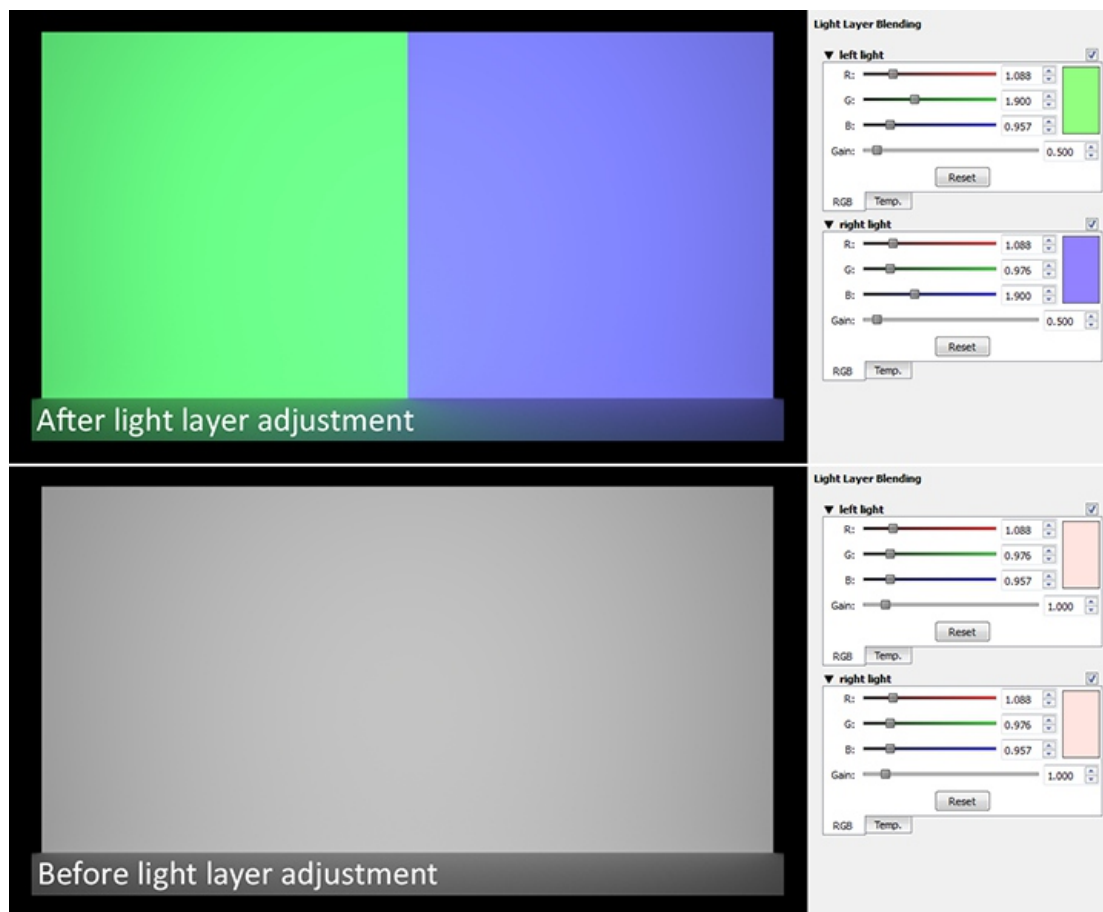 After light layer adjustment
Light Layer Blending
left light
R: 1.088
G: 1.900
B: 0.957
Gain: 0.500
Reset
RGB Temp.
right light
R: 1.088
G: 0.976
B: 1.900
Gain: 0.500
Reset
RGB Temp.
Before light layer adjustment
Light Layer Blending
left light
R: 1.088
G: 0.976
B: 0.957
Gain: 1.000
Reset
RGB Temp.
right light
R: 1.088
G: 0.976
B: 0.957
Gain: 1.000
Reset
RGB Temp.